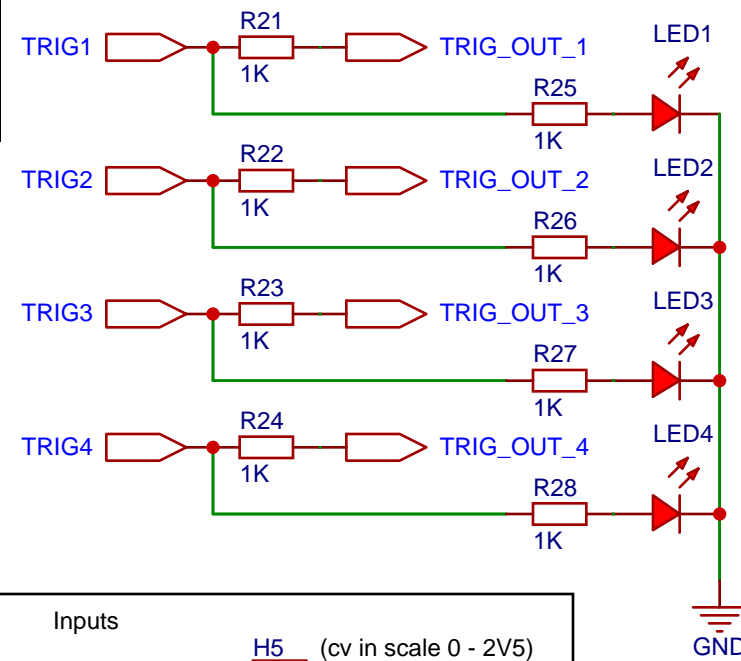 R21
TRIG1
TRIG_OUT_1
1K
LED1
R25
1K
R22
TRIG2
TRIG_OUT_2
1K
LED2
R26
1K
R23
TRIG3
TRIG_OUT_3
1K
LED3
R27
1K
R24
TRIG4
TRIG_OUT_4
1K
LED4
R28
1K
GND
Inputs
H5 (cv in scale 0 - 2V5)